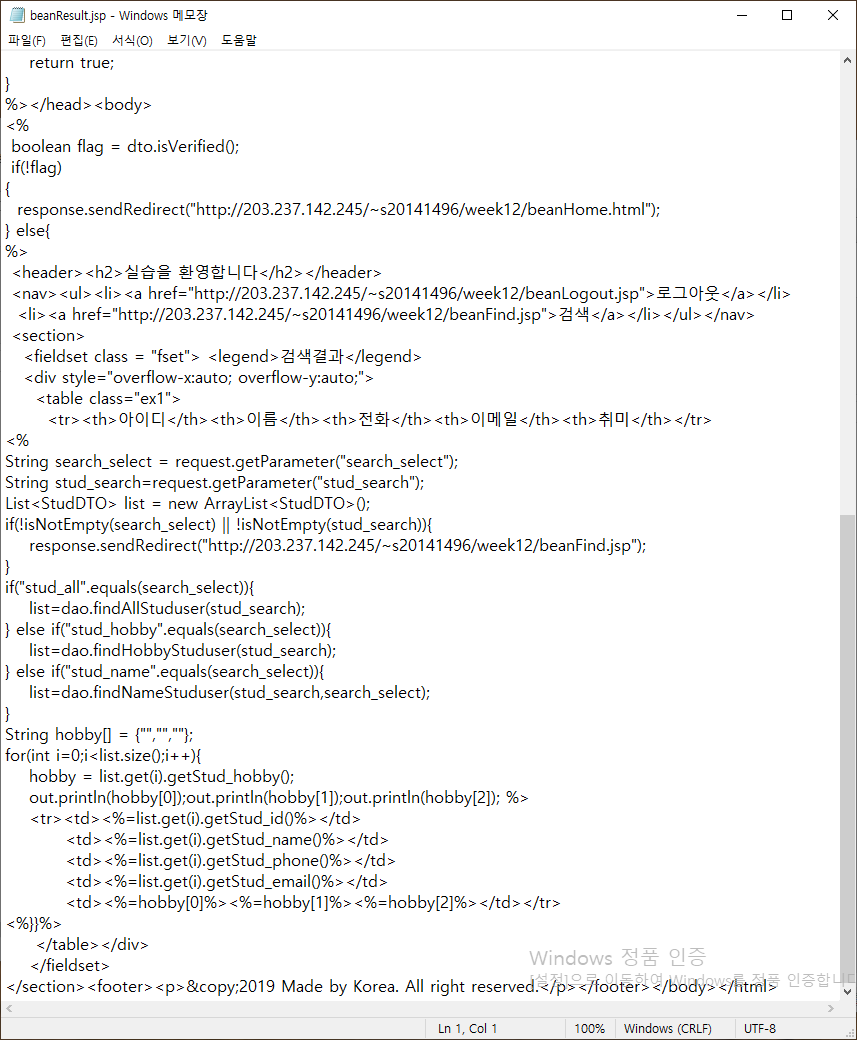 beanResult.jsp - Windows 메모장
파일(F) 편집(E) 서식(O) 보기(V) 도움말
return true;
}
%></head><body>
<%
boolean flag = dto.isVerified();
if(!flag)
{
response.sendRedirect("http://203.237.142.245/~s20141496/week12/beanHome.html");
} else{
%>
<header><h2>실습을 환영합니다</h2></header>
<nav><ul><li><a href="http://203.237.142.245/~s20141496/week12/beanLogout.jsp">로그아웃</a></li>
<li><a href="http://203.237.142.245/~s20141496/week12/beanFind.jsp">검색</a></li></ul></nav>
<section>
<fieldset class = "fset"> <legend>검색결과</legend>
<div style="overflow-x:auto; overflow-y:auto;">
<table class="ex1">
<tr><th>아이디</th><th>이름</th><th>전화</th><th>이메일</th><th>취미</th></tr>
<%
String search_select = request.getParameter("search_select");
String stud_search=request.getParameter("stud_search");
List<StudDTO> list = new ArrayList<StudDTO>();
if(!isNotEmpty(search_select) || !isNotEmpty(stud_search)){
response.sendRedirect("http://203.237.142.245/~s20141496/week12/beanFind.jsp");
}
if("stud_all".equals(search_select)){
list=dao.findAllStuduser(stud_search);
} else if("stud_hobby".equals(search_select)){
list=dao.findHobbyStuduser(stud_search);
} else if("stud_name".equals(search_select)){
list=dao.findNameStuduser(stud_search,search_select);
}
String hobby[] = {"","",""};
for(int i=0;i<list.size();i++){
hobby = list.get(i).getStud_hobby();
out.println(hobby[0]);out.println(hobby[1]);out.println(hobby[2]); %>
<tr><td><%=list.get(i).getStud_id()%></td>
<td><%=list.get(i).getStud_name()%></td>
<td><%=list.get(i).getStud_phone()%></td>
<td><%=list.get(i).getStud_email()%></td>
<td><%=hobby[0]%><%=hobby[1]%><%=hobby[2]%></td></tr>
<%}}%>
</table></div>
</fieldset>
Windows 정품 인증
[설정]으로 이동하여 Windows를 정품 인증합니다
</section><footer><p>&copy;2019 Made by Korea. All right reserved.</p></footer></body></html>
Ln 1, Col 1 100% Windows (CRLF) UTF-8